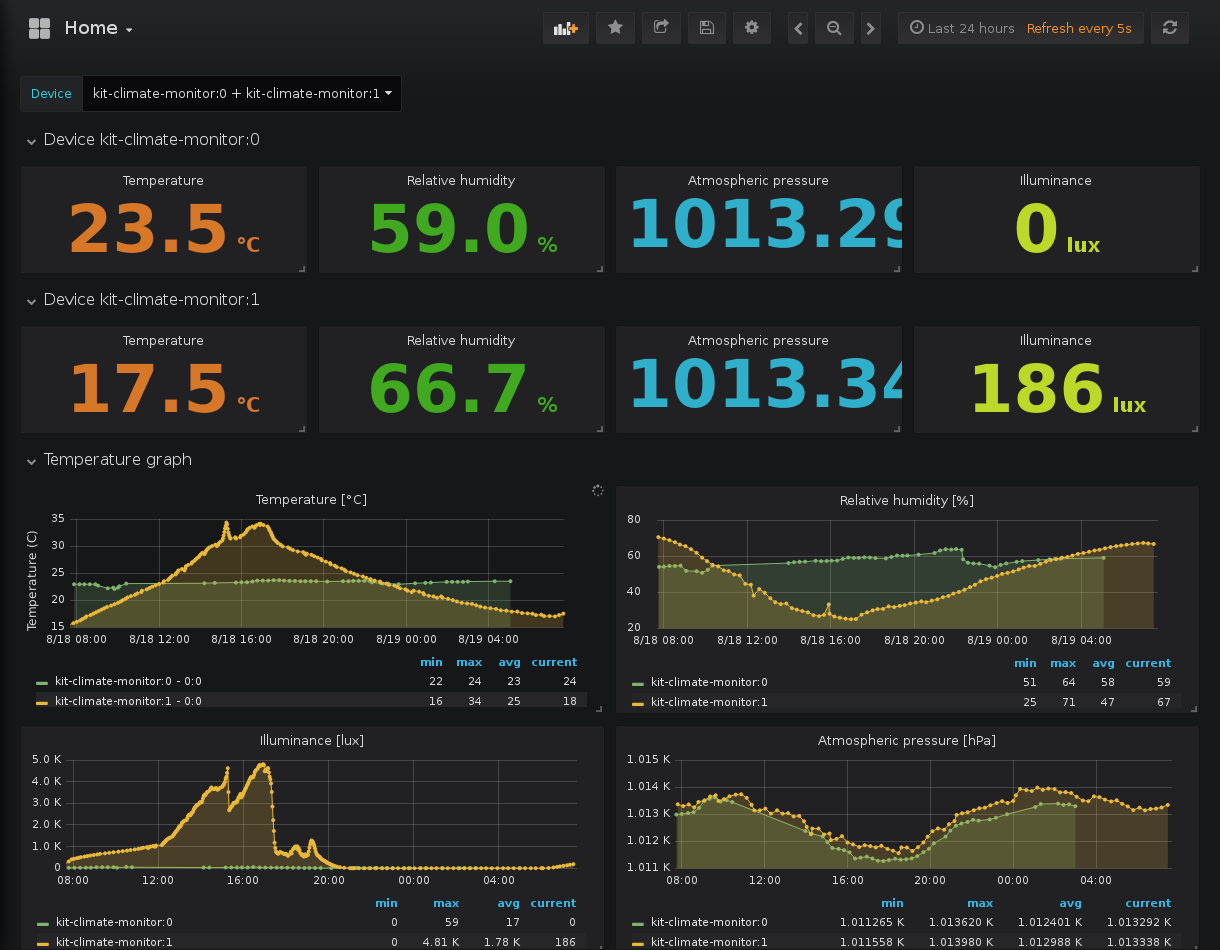 Home
Last 24 hours Refresh every 5s
Device kit-climate-monitor:0 + kit-climate-monitor:1
Device kit-climate-monitor:0
Temperature Relative humidity Atmospheric pressure Illuminance
23.5 °C 59.0 % 1013.29 0 lux
Device kit-climate-monitor:1
Temperature Relative humidity Atmospheric pressure Illuminance
17.5 °C 66.7 % 1013.34 186 lux
Temperature graph
Temperature [°C]
Temperature (C)
35
30
25
20
15
8/18 08:00 8/18 12:00 8/18 16:00 8/18 20:00 8/19 00:00 8/19 04:00
min max avg current
kit-climate-monitor:0 - 0:0 22 24 23 24
kit-climate-monitor:1 - 0:0 16 34 25 18
Relative humidity [%]
80
60
40
20
8/18 08:00 8/18 12:00 8/18 16:00 8/18 20:00 8/19 00:00 8/19 04:00
min max avg current
kit-climate-monitor:0 51 64 58 59
kit-climate-monitor:1 25 71 47 67
Illuminance [lux]
5.0 K
4.0 K
3.0 K
2.0 K
1.0 K
0
08:00 12:00 16:00 20:00 00:00 04:00
min max avg current
kit-climate-monitor:0 0 59 17 0
kit-climate-monitor:1 0 4.81 K 1.78 K 186
Atmospheric pressure [hPa]
1.015 K
1.014 K
1.013 K
1.012 K
1.011 K
08:00 12:00 16:00 20:00 00:00 04:00
min max avg current
kit-climate-monitor:0 1.011265 K 1.013620 K 1.012401 K 1.013292 K
kit-climate-monitor:1 1.011558 K 1.013980 K 1.012988 K 1.013338 K